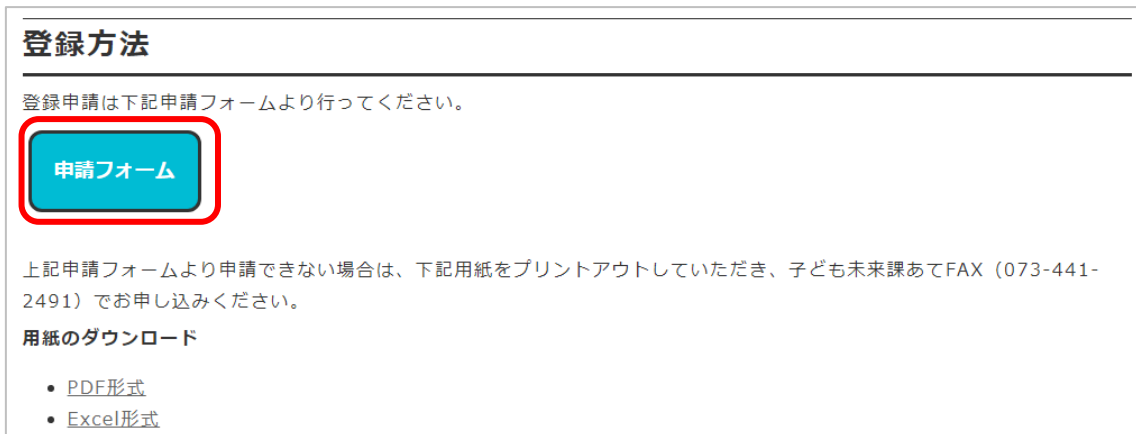 登録方法
登録申請は下記申請フォームより行ってください。
申請フォーム
上記申請フォームより申請できない場合は、下記用紙をプリントアウトしていただき、子ども未来課あてFAX（073-441-
2491）でお申し込みください。
用紙のダウンロード
• PDF形式
• Excel形式